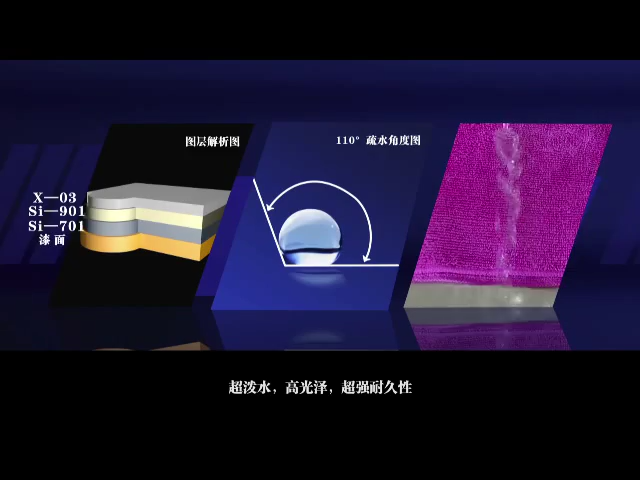 图层解析图
110° 疏水角度图
X—03
Si—901
Si—701
漆面
超泼水，高光泽，超强耐久性